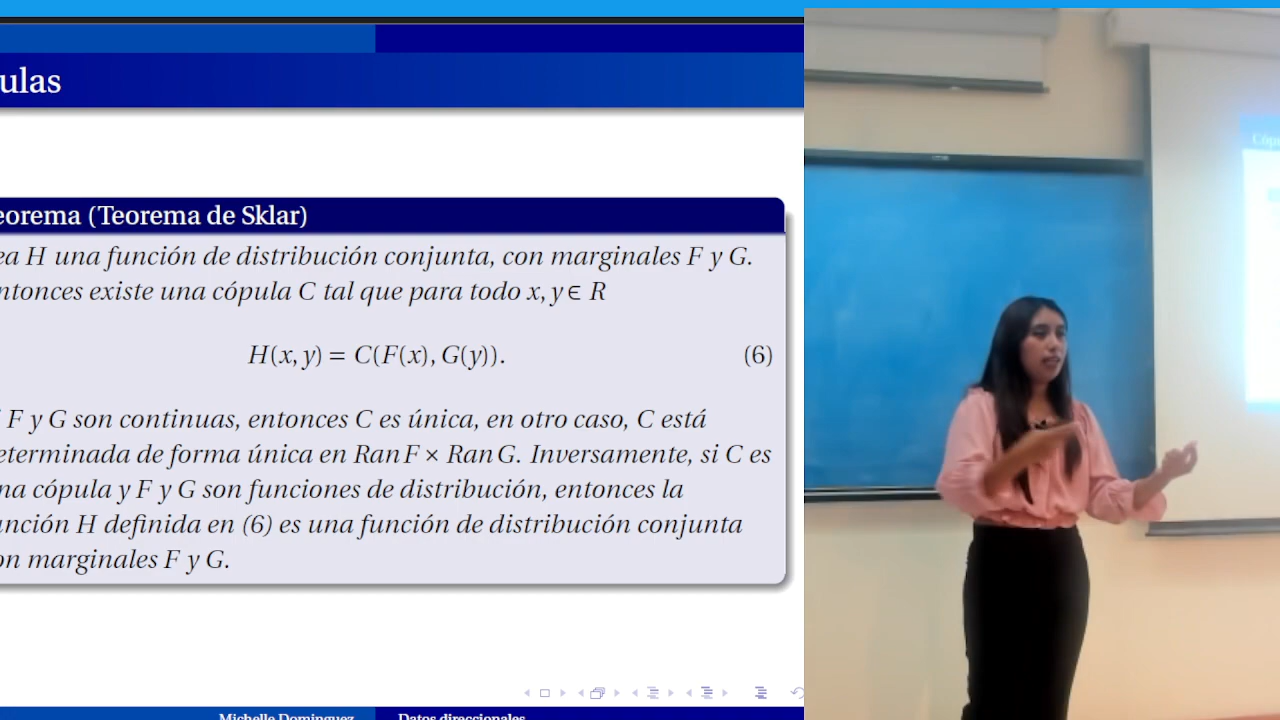 ulas
eorema (Teorema de Sklar)
ea H una función de distribución conjunta, con marginales F y G.
ntonces existe una cópula C tal que para todo x, y ∈ R
H(x, y) = C(F(x), G(y)). (6)
F y G son continuas, entonces C es única, en otro caso, C está
eterminada de forma única en Ran F × Ran G. Inversamente, si C es
na cópula y F y G son funciones de distribución, entonces la
unción H definida en (6) es una función de distribución conjunta
on marginales F y G.
Michelle Dominguez Datos direccionales
Cópu